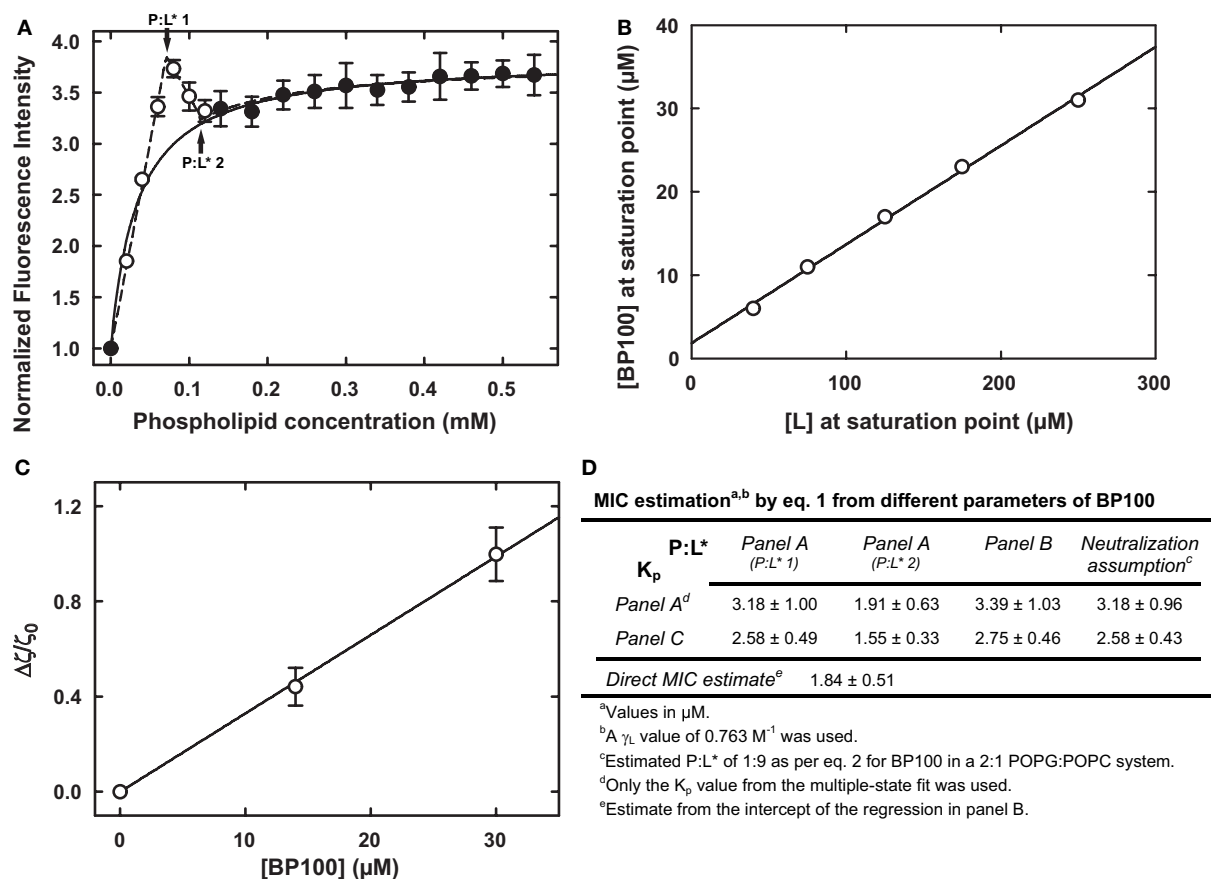 A
P:L* 1
4.0
3.5
3.0
2.5
2.0
1.5
1.0
P:L* 2
0.0 0.1 0.2 0.3 0.4 0.5
Normalized Fluorescence Intensity
Phospholipid concentration (mM)
B
40
30
20
10
0
0 100 200 300
[BP100] at saturation point (µM)
[L] at saturation point (µM)
C
1.2
0.8
0.4
0.0
0 10 20 30
Δζ/ζ0
[BP100] (µM)
D
MIC estimationa,b by eq. 1 from different parameters of BP100
P:L* Panel A Panel A Panel B Neutralization
Kp (P:L* 1) (P:L* 2) assumptionc
Panel Ad 3.18 ± 1.00 1.91 ± 0.63 3.39 ± 1.03 3.18 ± 0.96
Panel C 2.58 ± 0.49 1.55 ± 0.33 2.75 ± 0.46 2.58 ± 0.43
Direct MIC estimatee 1.84 ± 0.51
aValues in µM.
bA γL value of 0.763 M-1 was used.
cEstimated P:L* of 1:9 as per eq. 2 for BP100 in a 2:1 POPG:POPC system.
dOnly the Kp value from the multiple-state fit was used.
eEstimate from the intercept of the regression in panel B.